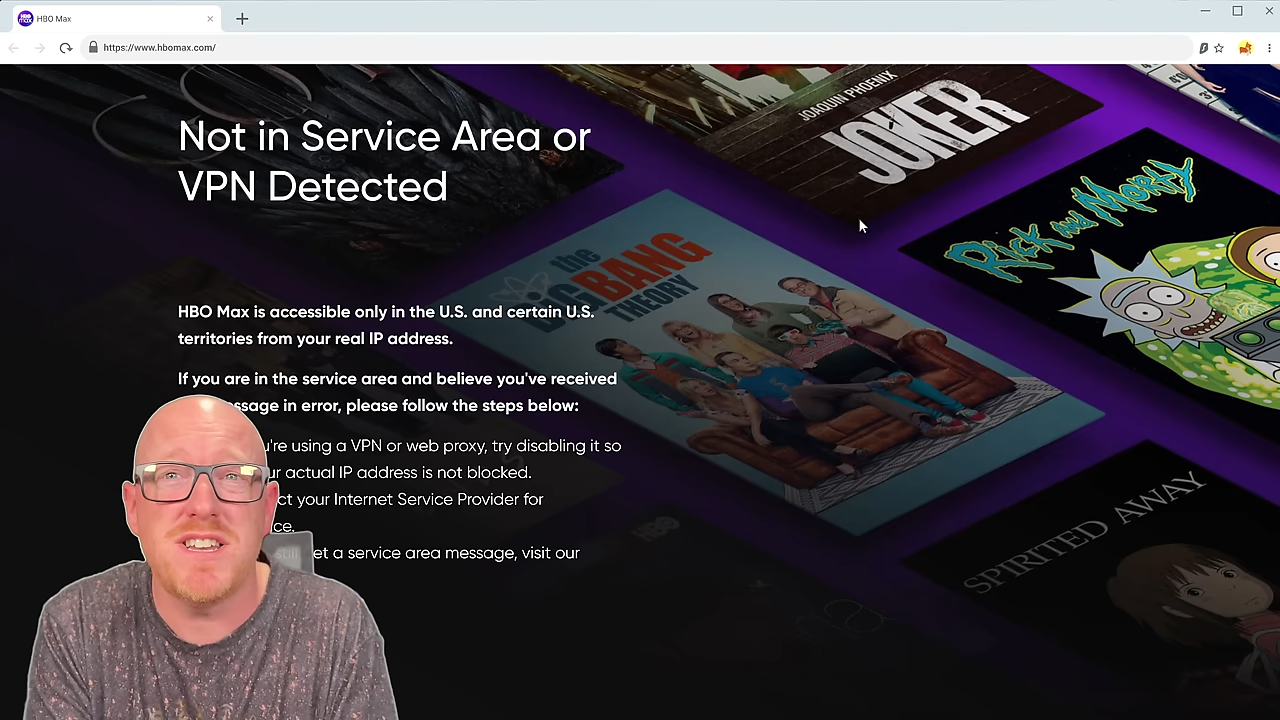 HBO Max
https://www.hbomax.com/
Not in Service Area or
VPN Detected
HBO Max is accessible only in the U.S. and certain U.S.
territories from your real IP address.
If you are in the service area and believe you've received
ssage in error, please follow the steps below:
u're using a VPN or web proxy, try disabling it so
ur actual IP address is not blocked.
ct your Internet Service Provider for
ce.
still et a service area message, visit our
JOAQUIN PHOENIX
JOKER
RICK AND MORTY
the
BIG BANG
THEORY
HBO
SPIRITED AWAY